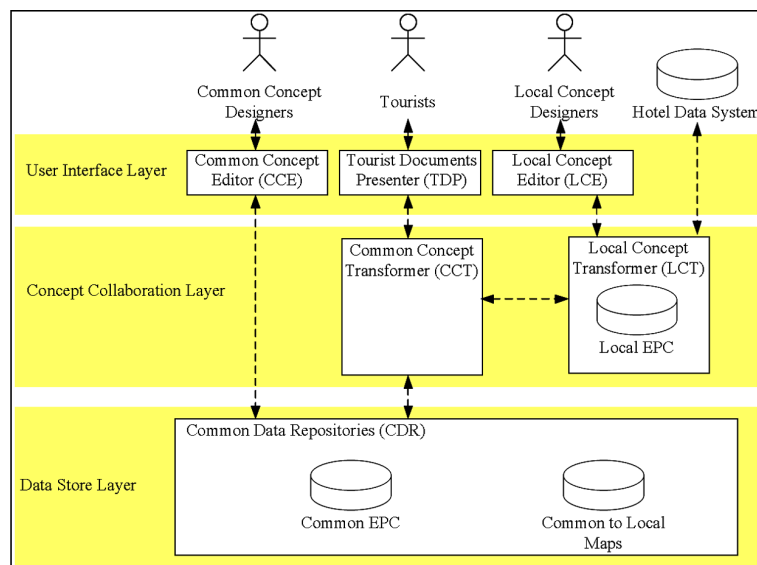 Common Concept
Designers
Tourists
Local Concept
Designers
Hotel Data System
User Interface Layer
Common Concept
Editor (CCE)
Tourist Documents
Presenter (TDP)
Local Concept
Editor (LCE)
Concept Collaboration Layer
Common Concept
Transformer (CCT)
Local Concept
Transformer (LCT)
Local EPC
Data Store Layer
Common Data Repositories (CDR)
Common EPC
Common to Local
Maps